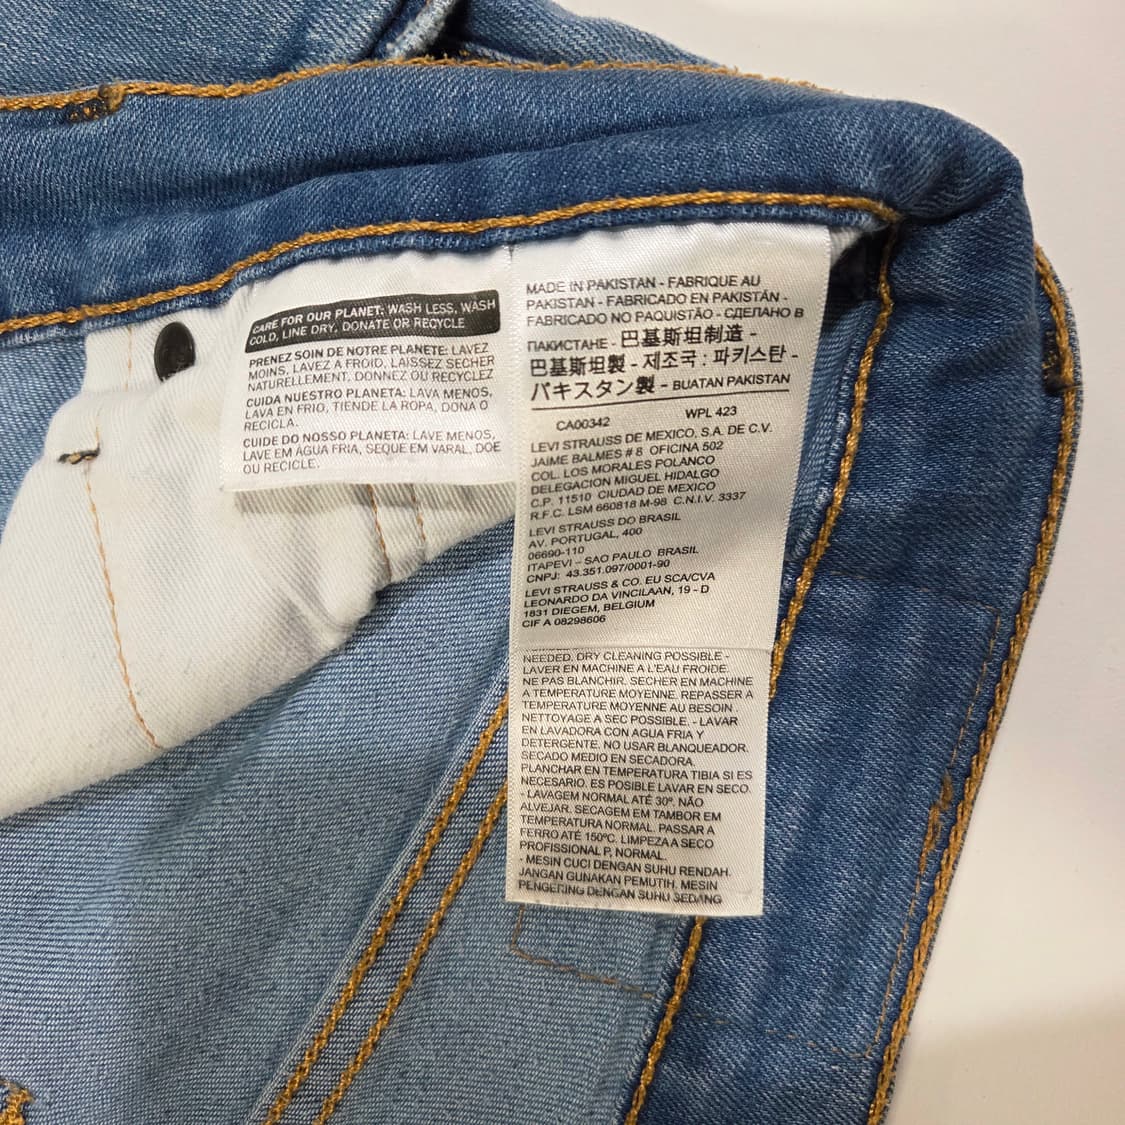 CARE FOR OUR PLANET: WASH LESS, WASH
COLD, LINE DRY, DONATE OR RECYCLE
PRENEZ SOIN DE NOTRE PLANETE: LAVEZ
MOINS, LAVEZ À FROID, LAISSEZ SÉCHER
NATURELLEMENT, DONNEZ OU RECYCLEZ
CUIDA NUESTRO PLANETA: LAVA MENOS,
LAVA EN FRIO, TIENDE LA ROPA, DONA O
RECICLA.
CUIDE DO NOSSO PLANETA: LAVE MENOS,
LAVE EM ÁGUA FRIA, SEQUE EM VARAL, DOE
OU RECICLE.
MADE IN PAKISTAN - FABRIQUE AU
PAKISTAN - FABRICADO EN PAKISTÁN -
FABRICADO NO PAQUISTÃO - СДЕЛАНО В
ПАКИСТАНЕ - 巴基斯坦制造 -
巴基斯坦製 - 제조국 : 파키스탄 -
パキスタン製 - BUATAN PAKISTAN
CA00342 WPL 423
LEVI STRAUSS DE MEXICO, S.A. DE C.V.
JAIME BALMES # 8 OFICINA 502
COL. LOS MORALES POLANCO
DELEGACION MIGUEL HIDALGO
C.P. 11510 CIUDAD DE MEXICO
R.F.C. LSM 660818 M-98 C.N.I.V. 3337
LEVI STRAUSS DO BRASIL
AV. PORTUGAL, 400
06690-110
ITAPEVI – SAO PAULO BRASIL
CNPJ: 43.351.097/0001-90
LEVI STRAUSS & CO. EU SCA/CVA
LEONARDO DA VINCILAAN, 19 - D
1831 DIEGEM, BELGIUM
CIF A 08298606
NEEDED. DRY CLEANING POSSIBLE -
LAVER EN MACHINE A L'EAU FROIDE.
NE PAS BLANCHIR. SECHER EN MACHINE
A TEMPERATURE MOYENNE. REPASSER A
TEMPERATURE MOYENNE AU BESOIN .
NETTOYAGE A SEC POSSIBLE. - LAVAR
EN LAVADORA CON AGUA FRIA Y
DETERGENTE. NO USAR BLANQUEADOR.
SECADO MEDIO EN SECADORA.
PLANCHAR EN TEMPERATURA TIBIA SI ES
NECESARIO. ES POSIBLE LAVAR EN SECO.
- LAVAGEM NORMAL ATÉ 30º. NÃO
ALVEJAR. SECAGEM EM TAMBOR EM
TEMPERATURA NORMAL. PASSAR A
FERRO ATÉ 150ºC. LIMPEZA A SECO
PROFISSIONAL P, NORMAL.
- MESIN CUCI DENGAN SUHU RENDAH.
JANGAN GUNAKAN PEMUTIH. MESIN
PENGERING DENGAN SUHU SEDANG